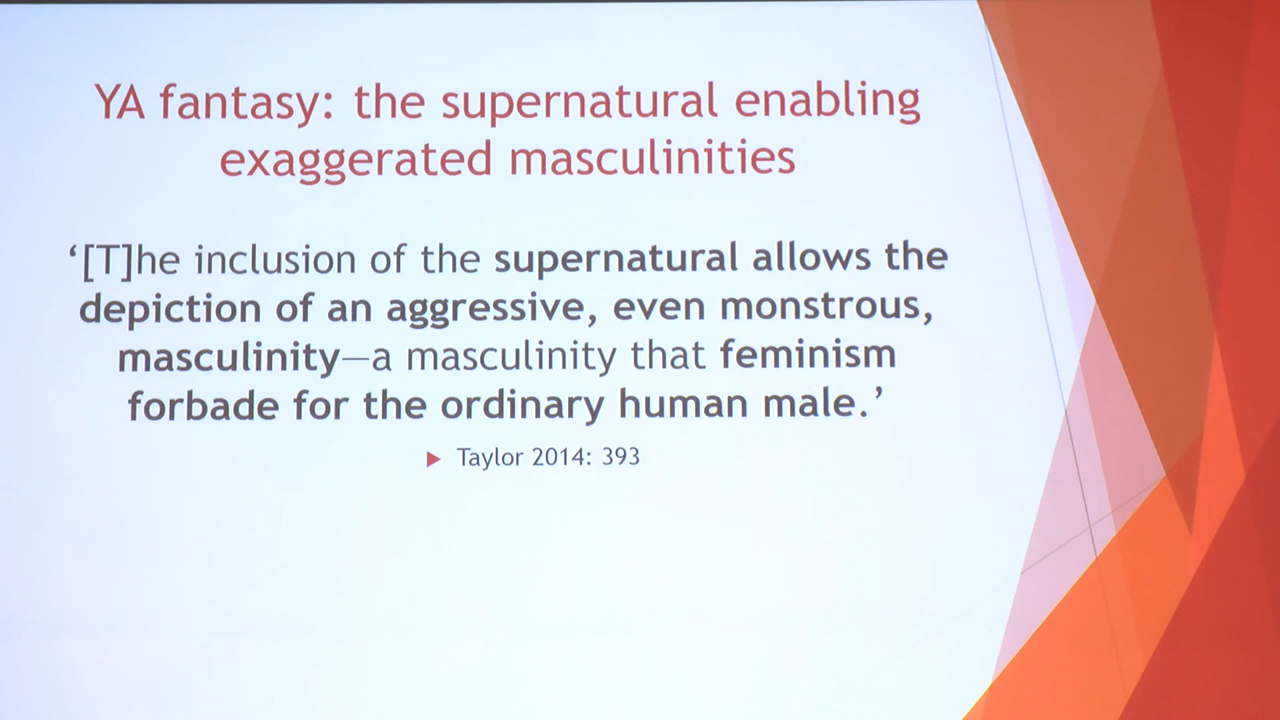 YA fantasy: the supernatural enabling
exaggerated masculinities
‘[T]he inclusion of the supernatural allows the
depiction of an aggressive, even monstrous,
masculinity—a masculinity that feminism
forbade for the ordinary human male.’
Taylor 2014: 393